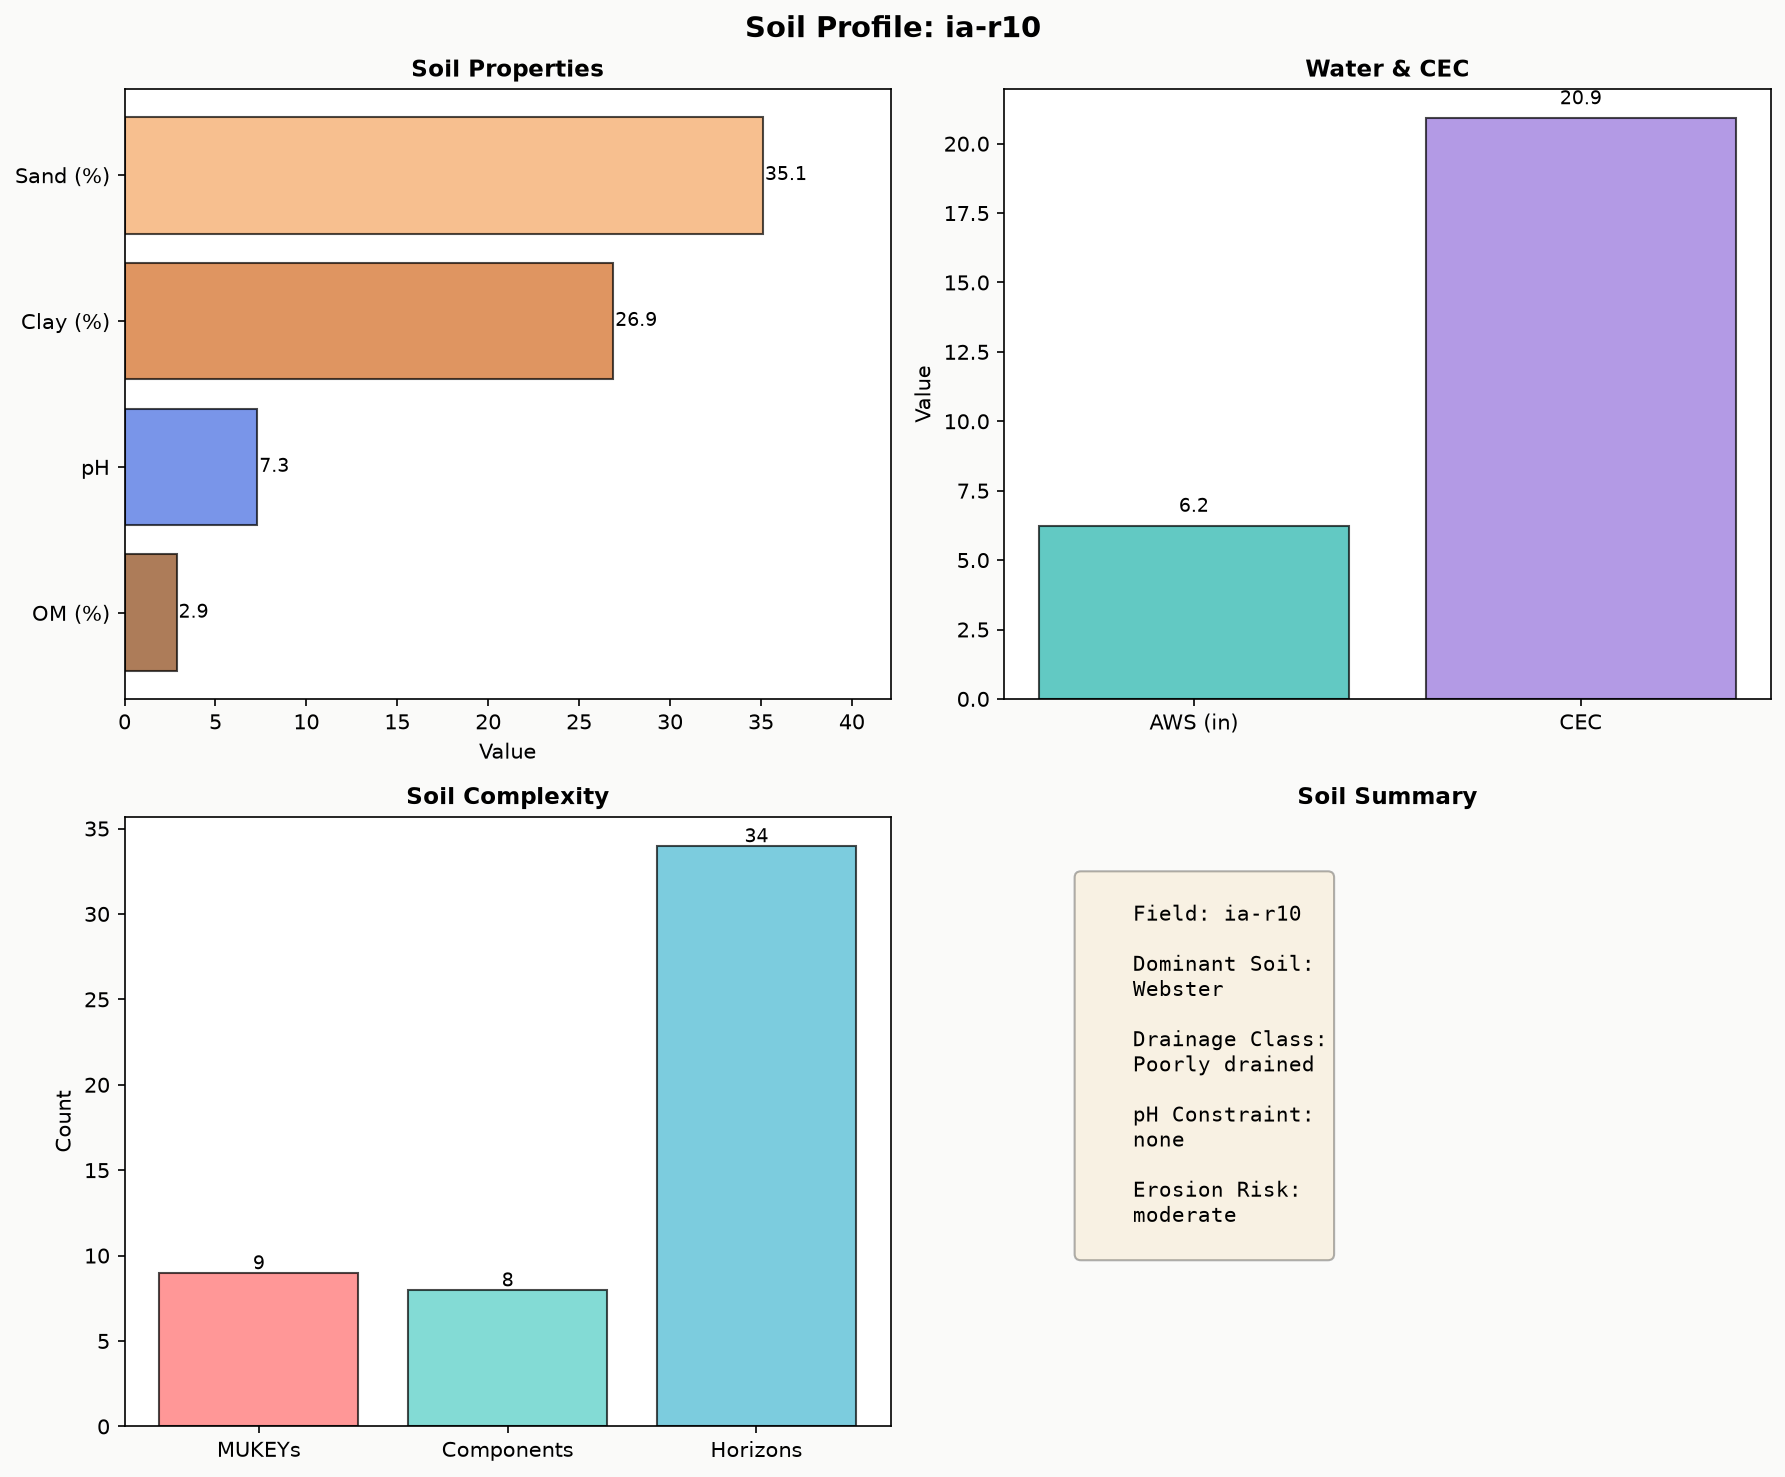 Soil Profile: ia-r10
Soil Properties
Sand (%)
35.1
Clay (%)
26.9
pH
7.3
OM (%)
2.9
0 5 10 15 20 25 30 35 40
Value
Water & CEC
Value
20.0
17.5
15.0
12.5
10.0
7.5
5.0
2.5
0.0
6.2
20.9
AWS (in) CEC
Soil Complexity
Count
35
30
25
20
15
10
5
0
9
8
34
MUKEYs Components Horizons
Soil Summary
Field: ia-r10
Dominant Soil:
Webster
Drainage Class:
Poorly drained
pH Constraint:
none
Erosion Risk:
moderate